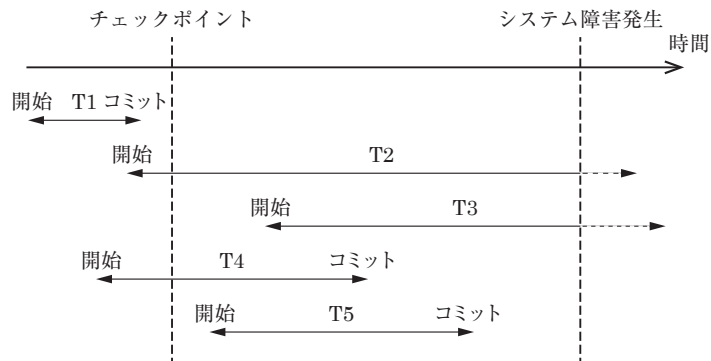 チェックポイント システム障害発生
時間
開始 T1 コミット
開始 T2
開始 T3
開始 T4 コミット
開始 T5 コミット